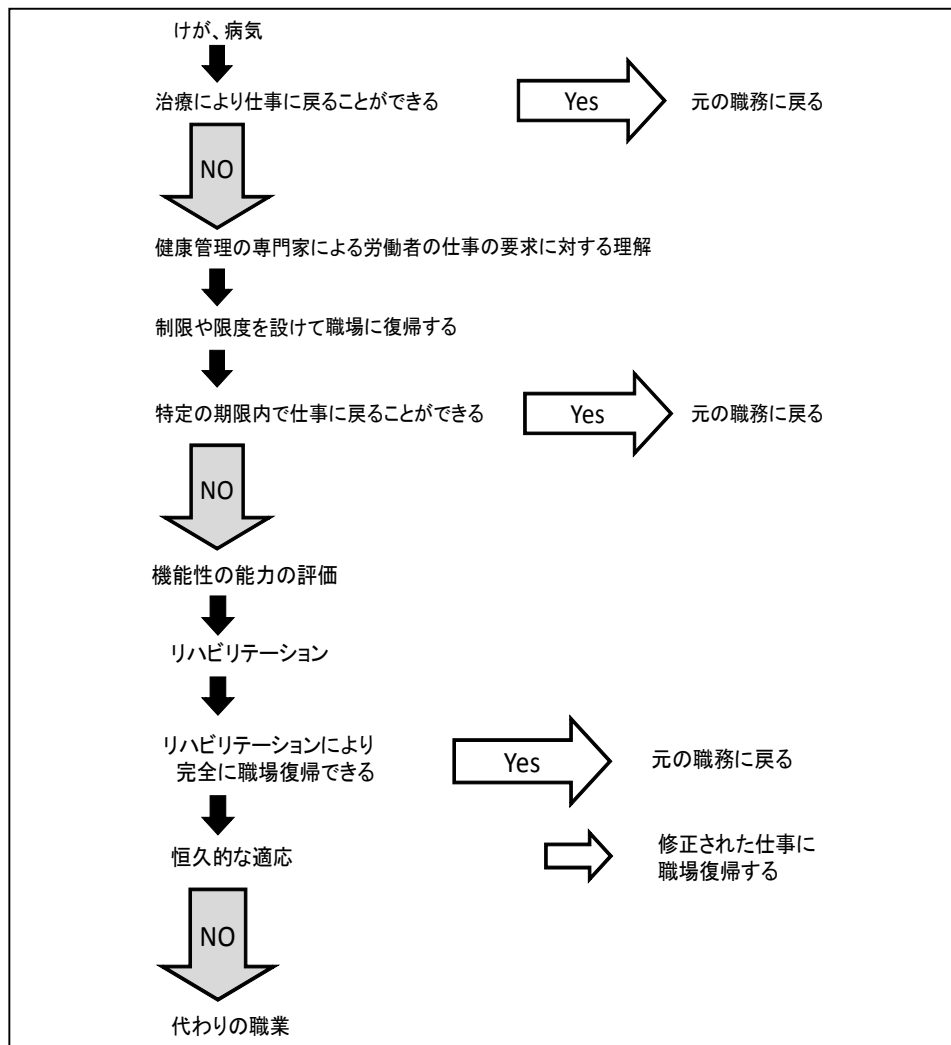 けが、病気
治療により仕事に戻ることができる
Yes
元の職務に戻る
NO
健康管理の専門家による労働者の仕事の要求に対する理解
制限や限度を設けて職場に復帰する
特定の期限内で仕事に戻ることができる
Yes
元の職務に戻る
NO
機能性の能力の評価
リハビリテーション
リハビリテーションにより
完全に職場復帰できる
Yes
元の職務に戻る
恒久的な適応
修正された仕事に
職場復帰する
NO
代わりの職業